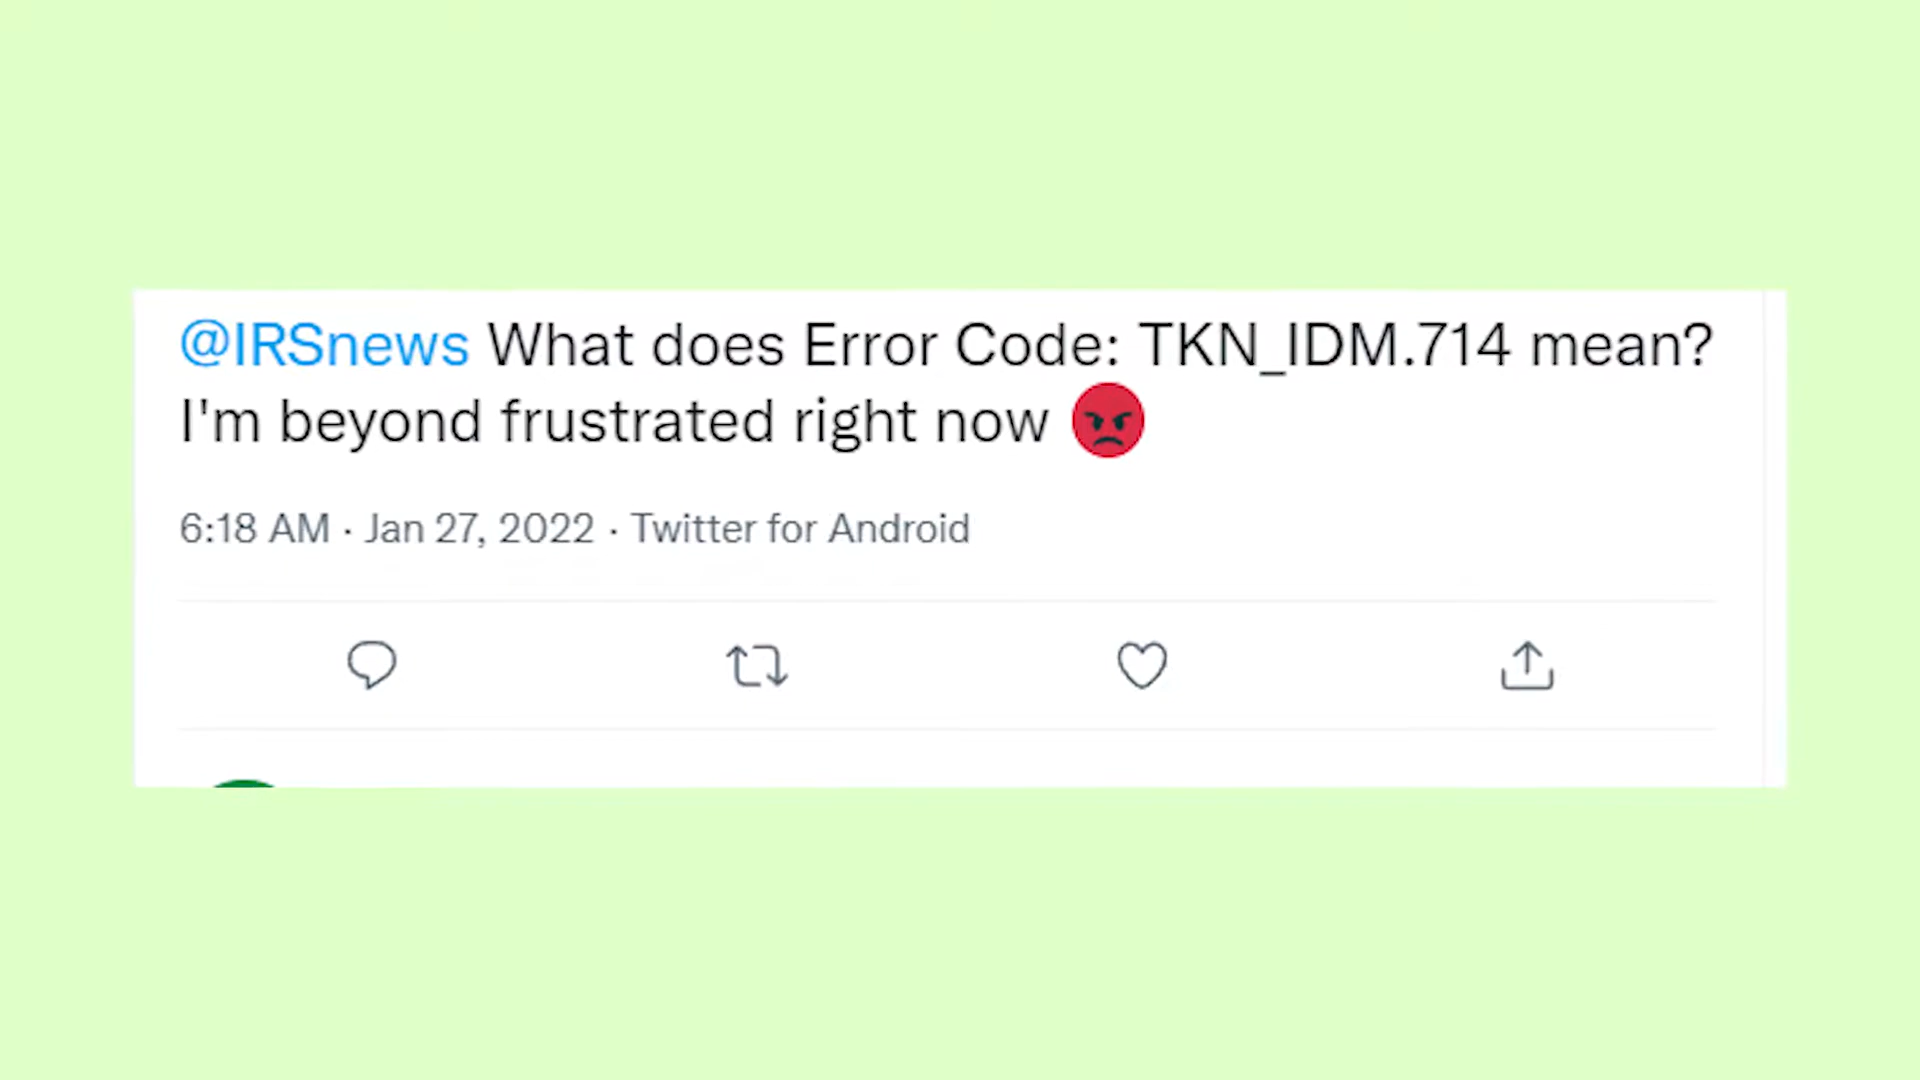 @IRSnews What does Error Code: TKN_IDM.714 mean?
I'm beyond frustrated right now 😡
6:18 AM · Jan 27, 2022 · Twitter for Android